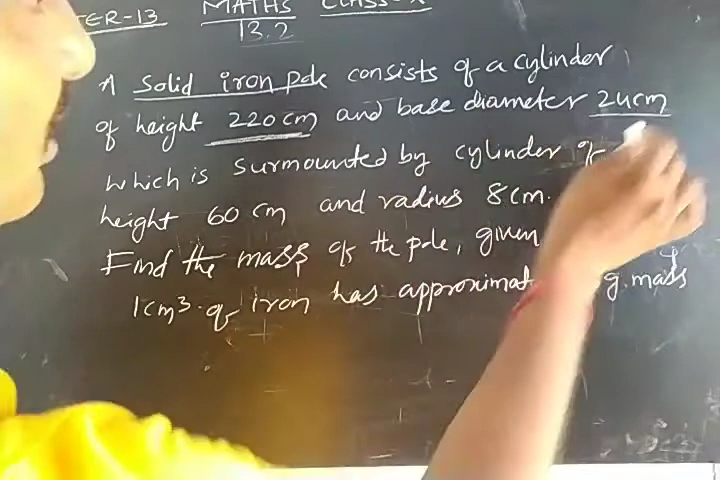 TER-13 MATHS CLASS-X
13.2
A Solid iron pole consists of a cylinder
of height 220 cm and base diameter 24cm
which is surmounted by cylinder of
height 60 cm and radius 8cm.
Find the mass of the pole, given
1cm³ of iron has approximat g. mass